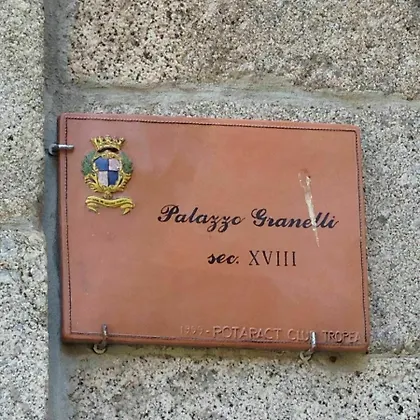 Palazzo Granelli
sec. XVIII
ROTARACT CLUB TROPEA